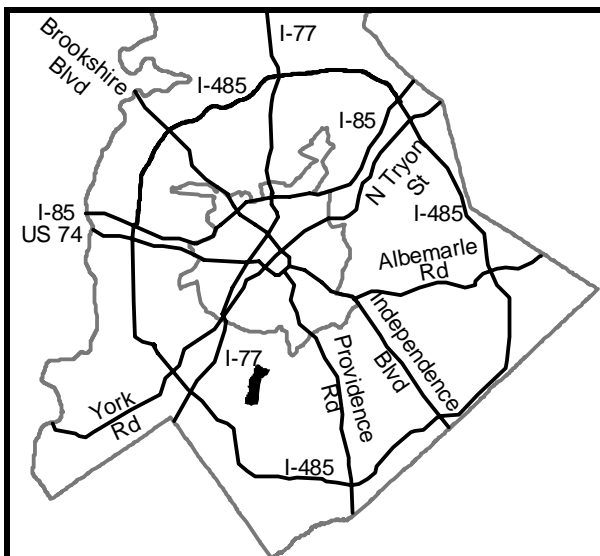 I-77
Brookshire
Blvd
I-485
I-85
N Tryon
St
I-485
I-85
US 74
Albemarle
Rd
Independence
Blvd
Providence
Rd
I-77
York
Rd
I-485